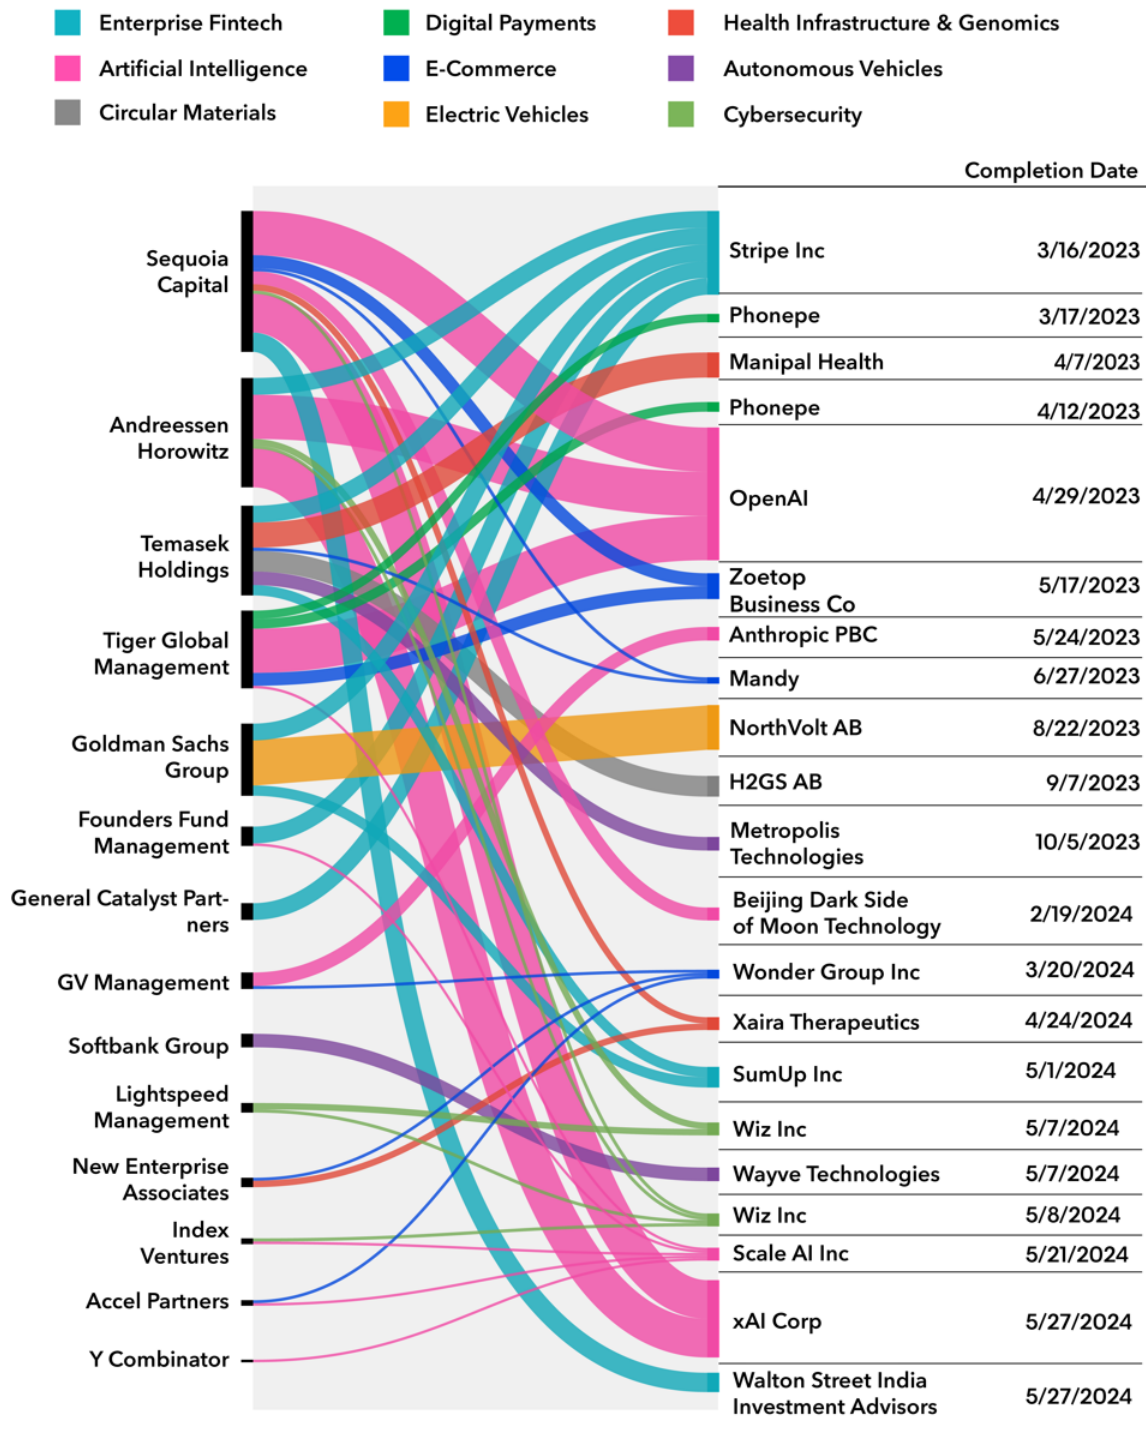 Enterprise Fintech
Digital Payments
Health Infrastructure & Genomics
Artificial Intelligence
E-Commerce
Autonomous Vehicles
Circular Materials
Electric Vehicles
Cybersecurity
Completion Date
Sequoia
Capital
Andreessen
Horowitz
Temasek
Holdings
Tiger Global
Management
Goldman Sachs
Group
Founders Fund
Management
General Catalyst Part-
ners
GV Management
Softbank Group
Lightspeed
Management
New Enterprise
Associates
Index
Ventures
Accel Partners
Y Combinator
Stripe Inc 3/16/2023
Phonepe 3/17/2023
Manipal Health 4/7/2023
Phonepe 4/12/2023
OpenAI 4/29/2023
Zoetop
Business Co 5/17/2023
Anthropic PBC 5/24/2023
Mandy 6/27/2023
NorthVolt AB 8/22/2023
H2GS AB 9/7/2023
Metropolis
Technologies 10/5/2023
Beijing Dark Side
of Moon Technology 2/19/2024
Wonder Group Inc 3/20/2024
Xaira Therapeutics 4/24/2024
SumUp Inc 5/1/2024
Wiz Inc 5/7/2024
Wayve Technologies 5/7/2024
Wiz Inc 5/8/2024
Scale AI Inc 5/21/2024
xAI Corp 5/27/2024
Walton Street India
Investment Advisors 5/27/2024